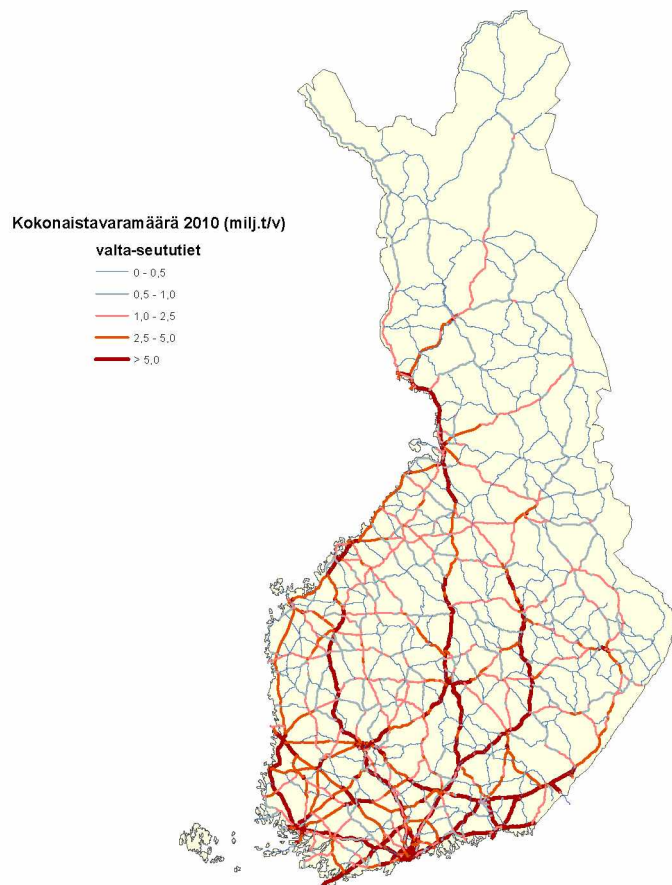 Kokonaistavaramäärä 2010 (milj.t/v)
valta-seututiet
0 - 0,5
0,5 - 1,0
1,0 - 2,5
2,5 - 5,0
> 5,0